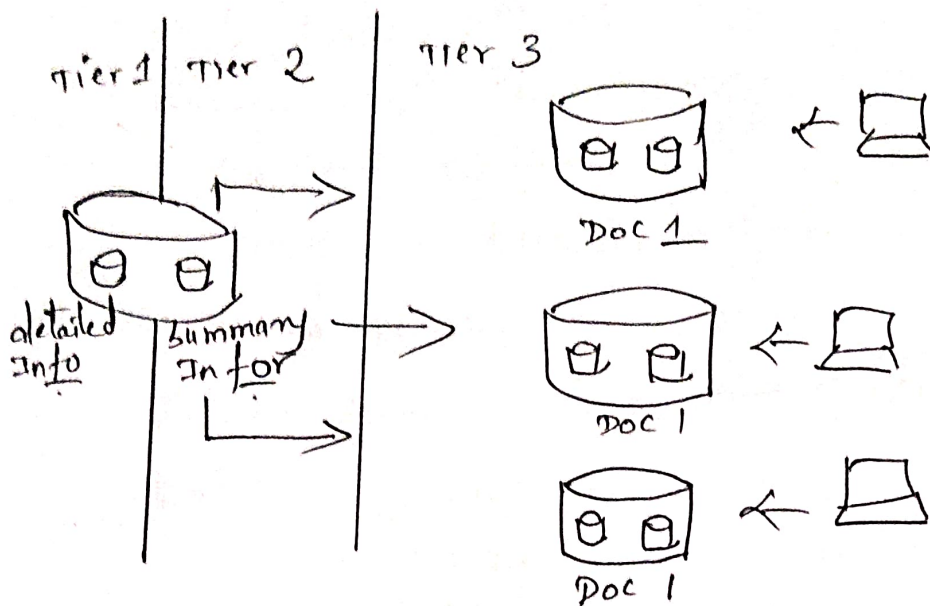 Tier 1
Tier 2
Tier 3
DOC 1
detailed
Info
Summary
Infor
DOC 1
DOC 1